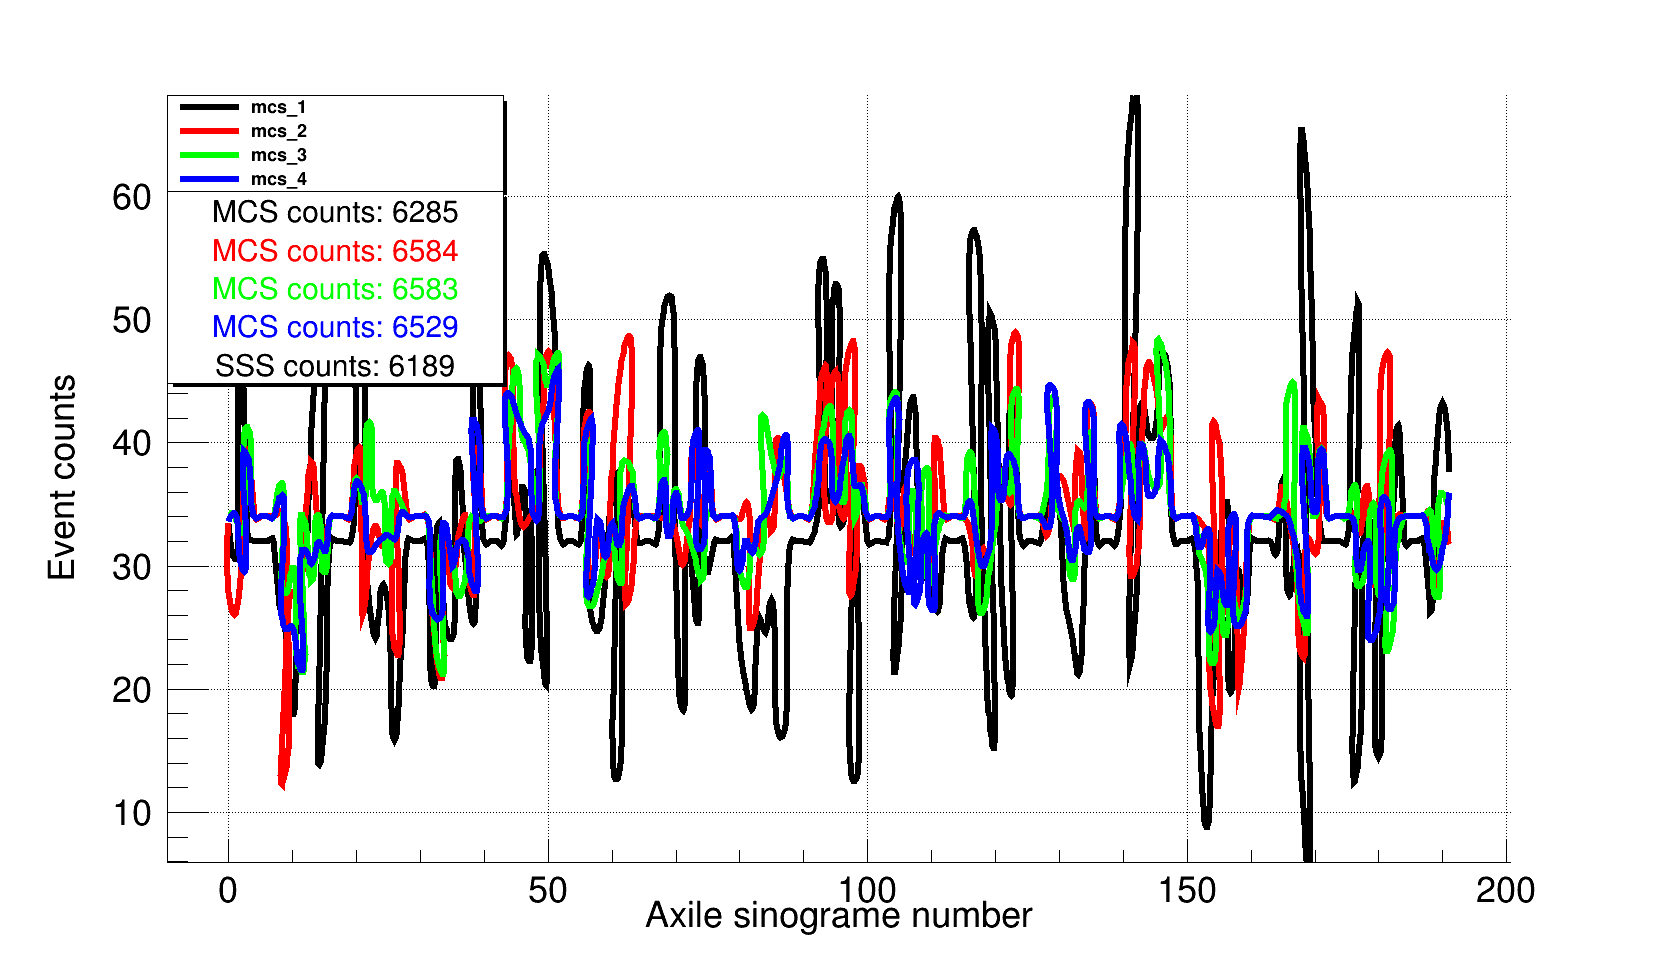 mcs_1
mcs_2
mcs_3
mcs_4
MCS counts: 6285
MCS counts: 6584
MCS counts: 6583
MCS counts: 6529
SSS counts: 6189
Event counts
60
50
40
30
20
10
0 50 100 150 200
Axile sinograme number